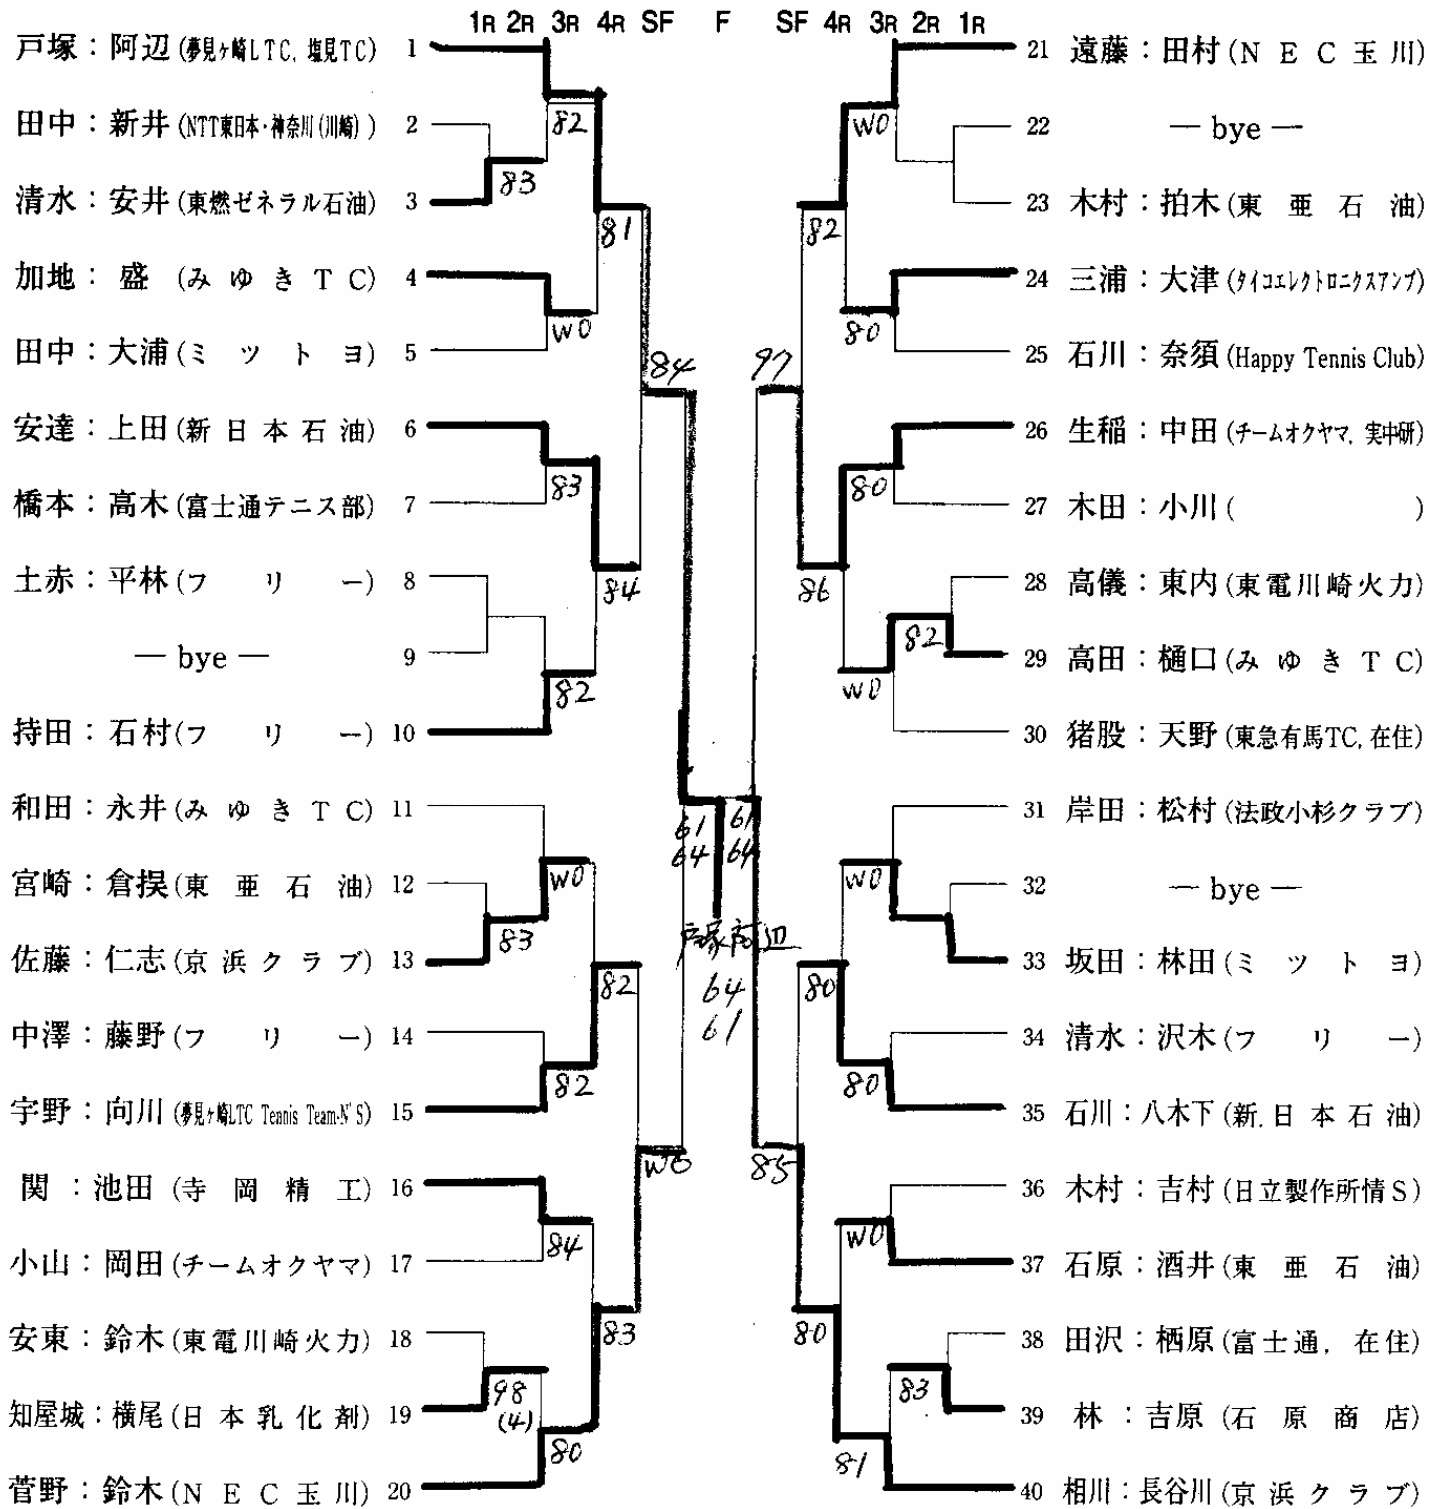 1R 2R 3R 4R SF F SF 4R 3R 2R 1R
戸塚：阿辺 (夢見ヶ崎LTC, 塩見TC) 1
田中：新井 (NTT東日本・神奈川(川崎)) 2
清水：安井 (東燃ゼネラル石油) 3
加地：盛 (みゆきTC) 4
田中：大浦 (ミツトヨ) 5
安達：上田 (新日本石油) 6
橋本：高木 (富士通テニス部) 7
土赤：平林 (フリー) 8
— bye — 9
持田：石村 (フリー) 10
和田：永井 (みゆきTC) 11
宮崎：倉掼 (東亜石油) 12
佐藤：仁志 (京浜クラブ) 13
中澤：藤野 (フリー) 14
宇野：向川 (夢見ヶ崎LTC Teanis Team-N'S) 15
関：池田 (寺岡精工) 16
小山：岡田 (チームオクヤマ) 17
安東：鈴木 (東電川崎火力) 18
知屋城：横尾 (日本乳化剤) 19
菅野：鈴木 (NEC玉川) 20
82
83
81
W0
84
83
84
82
W0
83
82
82
W0
84
83
98
(4)
80
61
64
61
64
戸塚阿辺
64
61
W0
82
80
97
80
86
82
W0
W0
80
80
85
W0
80
83
81
21 遠藤：田村 (NEC玉川)
22 — bye —
23 木村：拍木 (東亜石油)
24 三浦：大津 (タイコエレクトロニクスアンプ)
25 石川：奈須 (Happy Tennis Club)
26 生稲：中田 (チームオクヤマ, 実中研)
27 木田：小川 ( )
28 高儀：東内 (東電川崎火力)
29 高田：樋口 (みゆきTC)
30 猪股：天野 (東急有馬TC, 在住)
31 岸田：松村 (法政小杉クラブ)
32 — bye —
33 坂田：林田 (ミツトヨ)
34 清水：沢木 (フリー)
35 石川：八木下 (新.日本石油)
36 木村：吉村 (日立製作所情S)
37 石原：酒井 (東亜石油)
38 田沢：栖原 (富士通, 在住)
39 林：吉原 (石原商店)
40 相川：長谷川 (京浜クラブ)